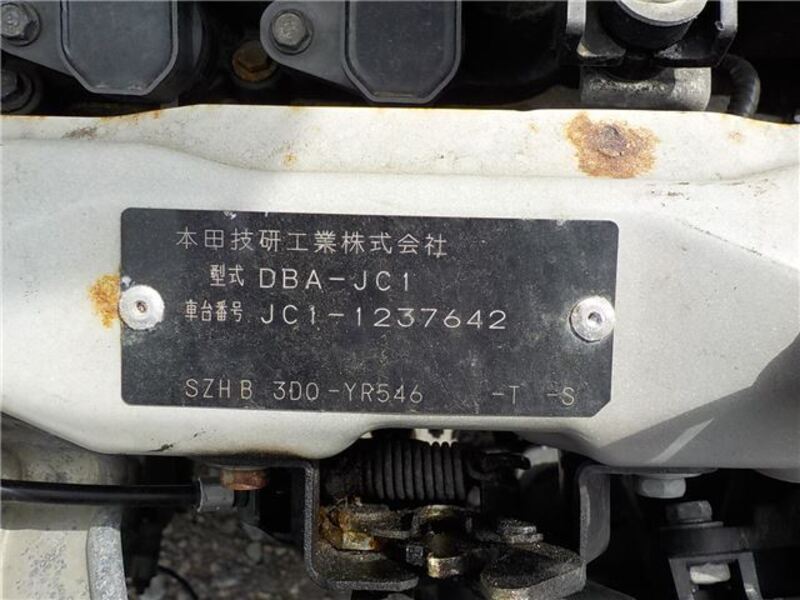 本田技研工業株式会社
型式 DBA-JC1
車台番号 JC1-1237642
SZHB 3D0-YR546 -T -S